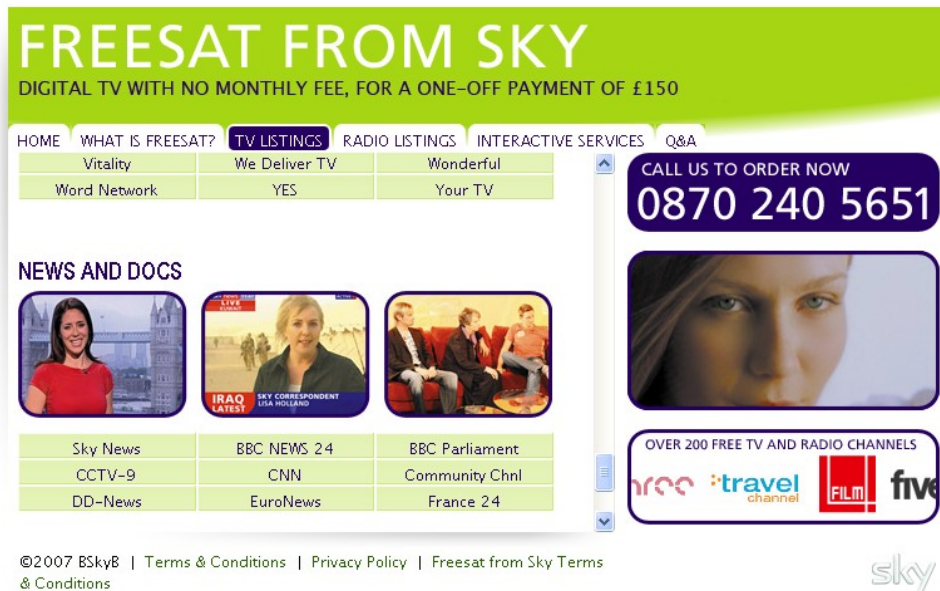 FREESAT FROM SKY
DIGITAL TV WITH NO MONTHLY FEE, FOR A ONE-OFF PAYMENT OF £150
HOME WHAT IS FREESAT? TV LISTINGS RADIO LISTINGS INTERACTIVE SERVICES Q&A
Vitality We Deliver TV Wonderful
Word Network YES Your TV
CALL US TO ORDER NOW
0870 240 5651
NEWS AND DOCS
LIVE
KUWAIT
IRAQ
LATEST
SKY CORRESPONDENT
LISA HOLLAND
Sky News BBC NEWS 24 BBC Parliament
CCTV-9 CNN Community Chnl
DD-News EuroNews France 24
OVER 200 FREE TV AND RADIO CHANNELS
travel
channel
FILM
five
©2007 BSkyB | Terms & Conditions | Privacy Policy | Freesat from Sky Terms
& Conditions
sky